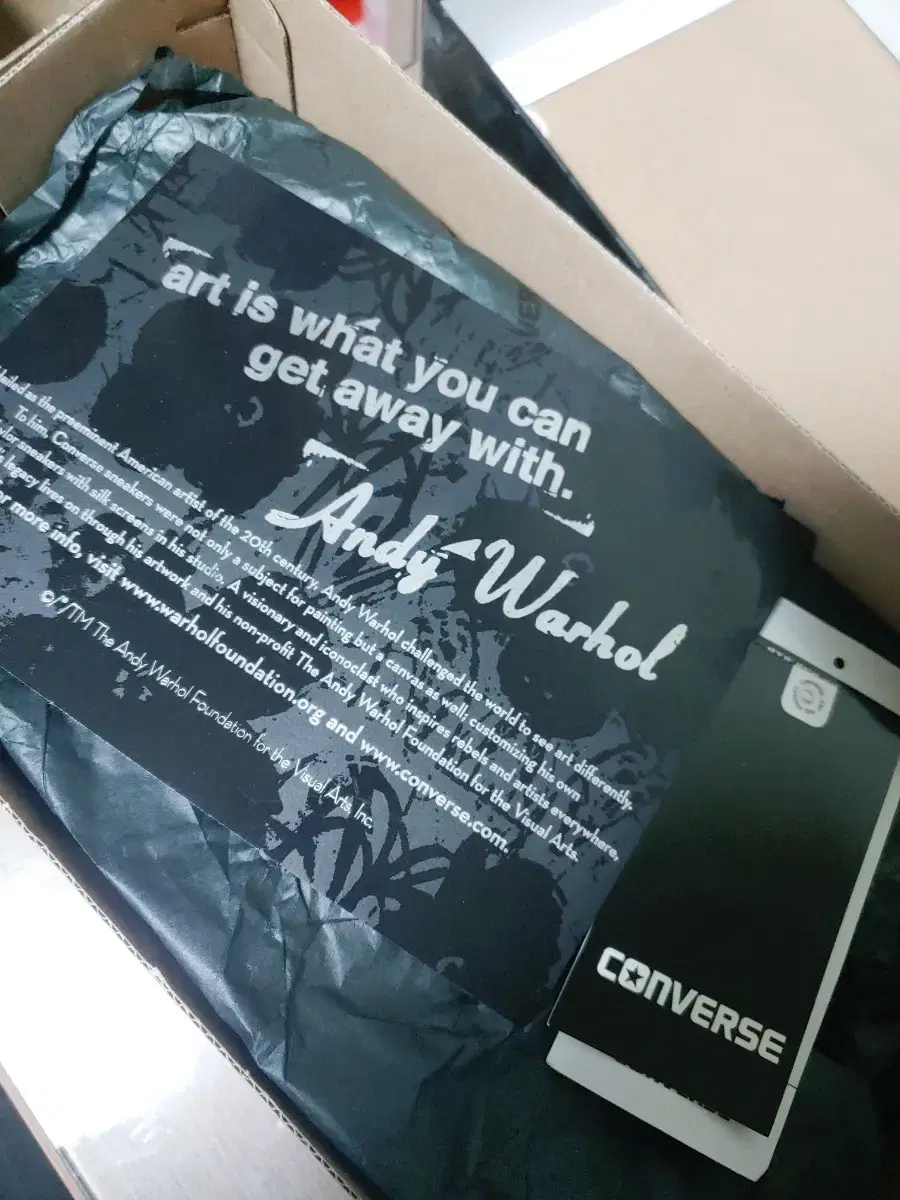 art is what you can
get away with.
Andy Warhol
Hailed as the preeminent American artist of the 20th century, Andy Warhol challenged the world to see art differently.
To him, Converse sneakers were not only a subject for painting but a canvas as well, customizing his own
sneakers with silk screens in his studio. A visionary and iconoclast who inspires rebels and artists everywhere,
legacy lives on through his artwork and his non-profit The Andy Warhol Foundation for the Visual Arts.
For more info, visit www.warholfoundation.org and www.converse.com.
©/®/TM The Andy Warhol Foundation for the Visual Arts, Inc.
CONVERSE